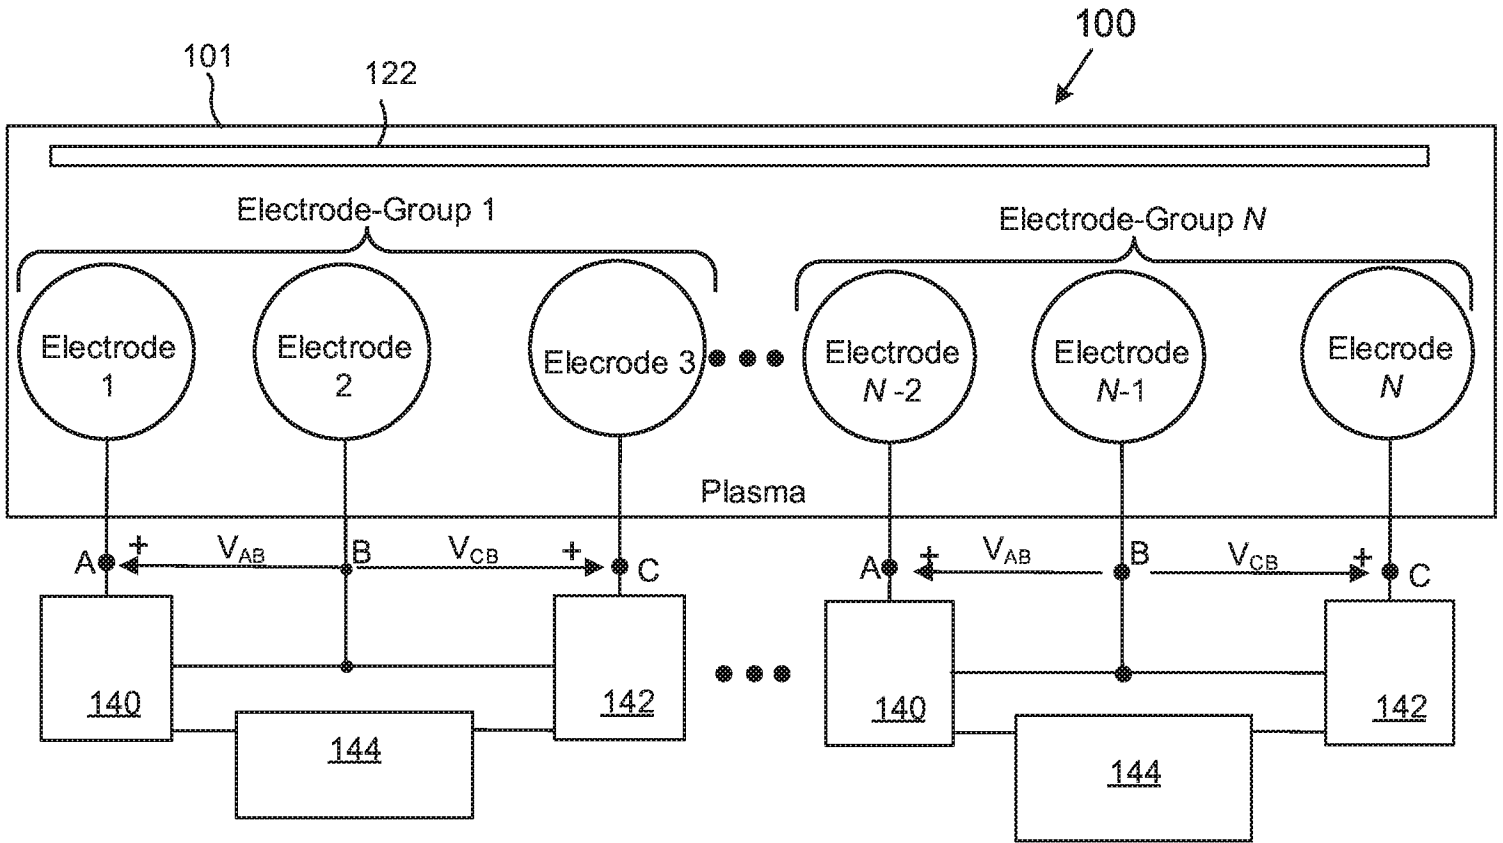 100
101
122
Electrode-Group 1
Electrode-Group N
Electrode
1
Electrode
2
Elecrode 3
Electrode
N -2
Electrode
N-1
Elecrode
N
Plasma
A
+
VAB
B
VCB
+
C
A
+
VAB
B
VCB
+
C
140
144
142
140
144
142